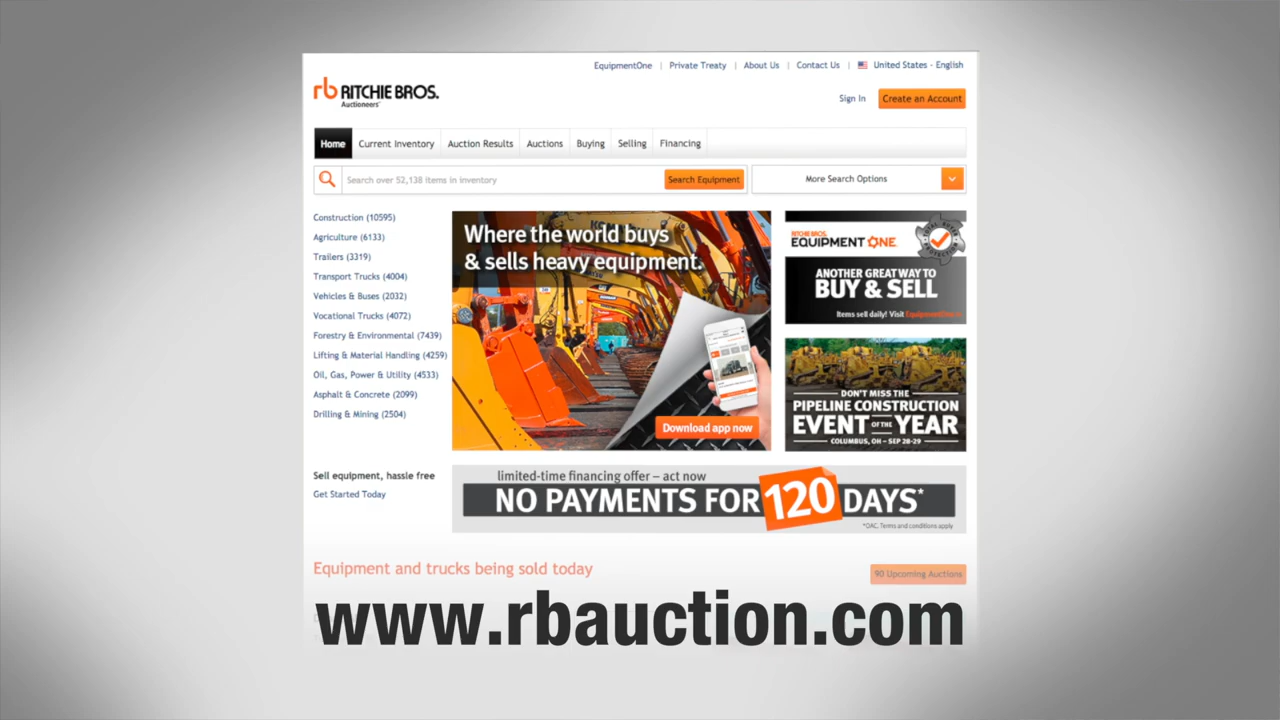 EquipmentOne | Private Treaty | About Us | Contact Us | United States - English
rb RITCHIE BROS.
Auctioneers
Sign In
Create an Account
Home
Current Inventory
Auction Results
Auctions
Buying
Selling
Financing
Search over 52,138 items in inventory
Search Equipment
More Search Options
Construction (10595)
Agriculture (6133)
Trailers (3319)
Transport Trucks (4004)
Vehicles & Buses (2032)
Vocational Trucks (4072)
Forestry & Environmental (7439)
Lifting & Material Handling (4259)
Oil, Gas, Power & Utility (4533)
Asphalt & Concrete (2099)
Drilling & Mining (2504)
Where the world buys
& sells heavy equipment.
Download app now
RITCHIE BROS.
EQUIPMENT ONE
ANOTHER GREAT WAY TO
BUY & SELL
Items sell daily! Visit
DON'T MISS THE
PIPELINE CONSTRUCTION
EVENT OF THE YEAR
COLUMBUS, OH – SEP 28-29
Sell equipment, hassle free
Get Started Today
limited-time financing offer – act now
NO PAYMENTS FOR 120 DAYS*
*OAC. Terms and conditions apply
Equipment and trucks being sold today
90 Upcoming Auctions
www.rbauction.com